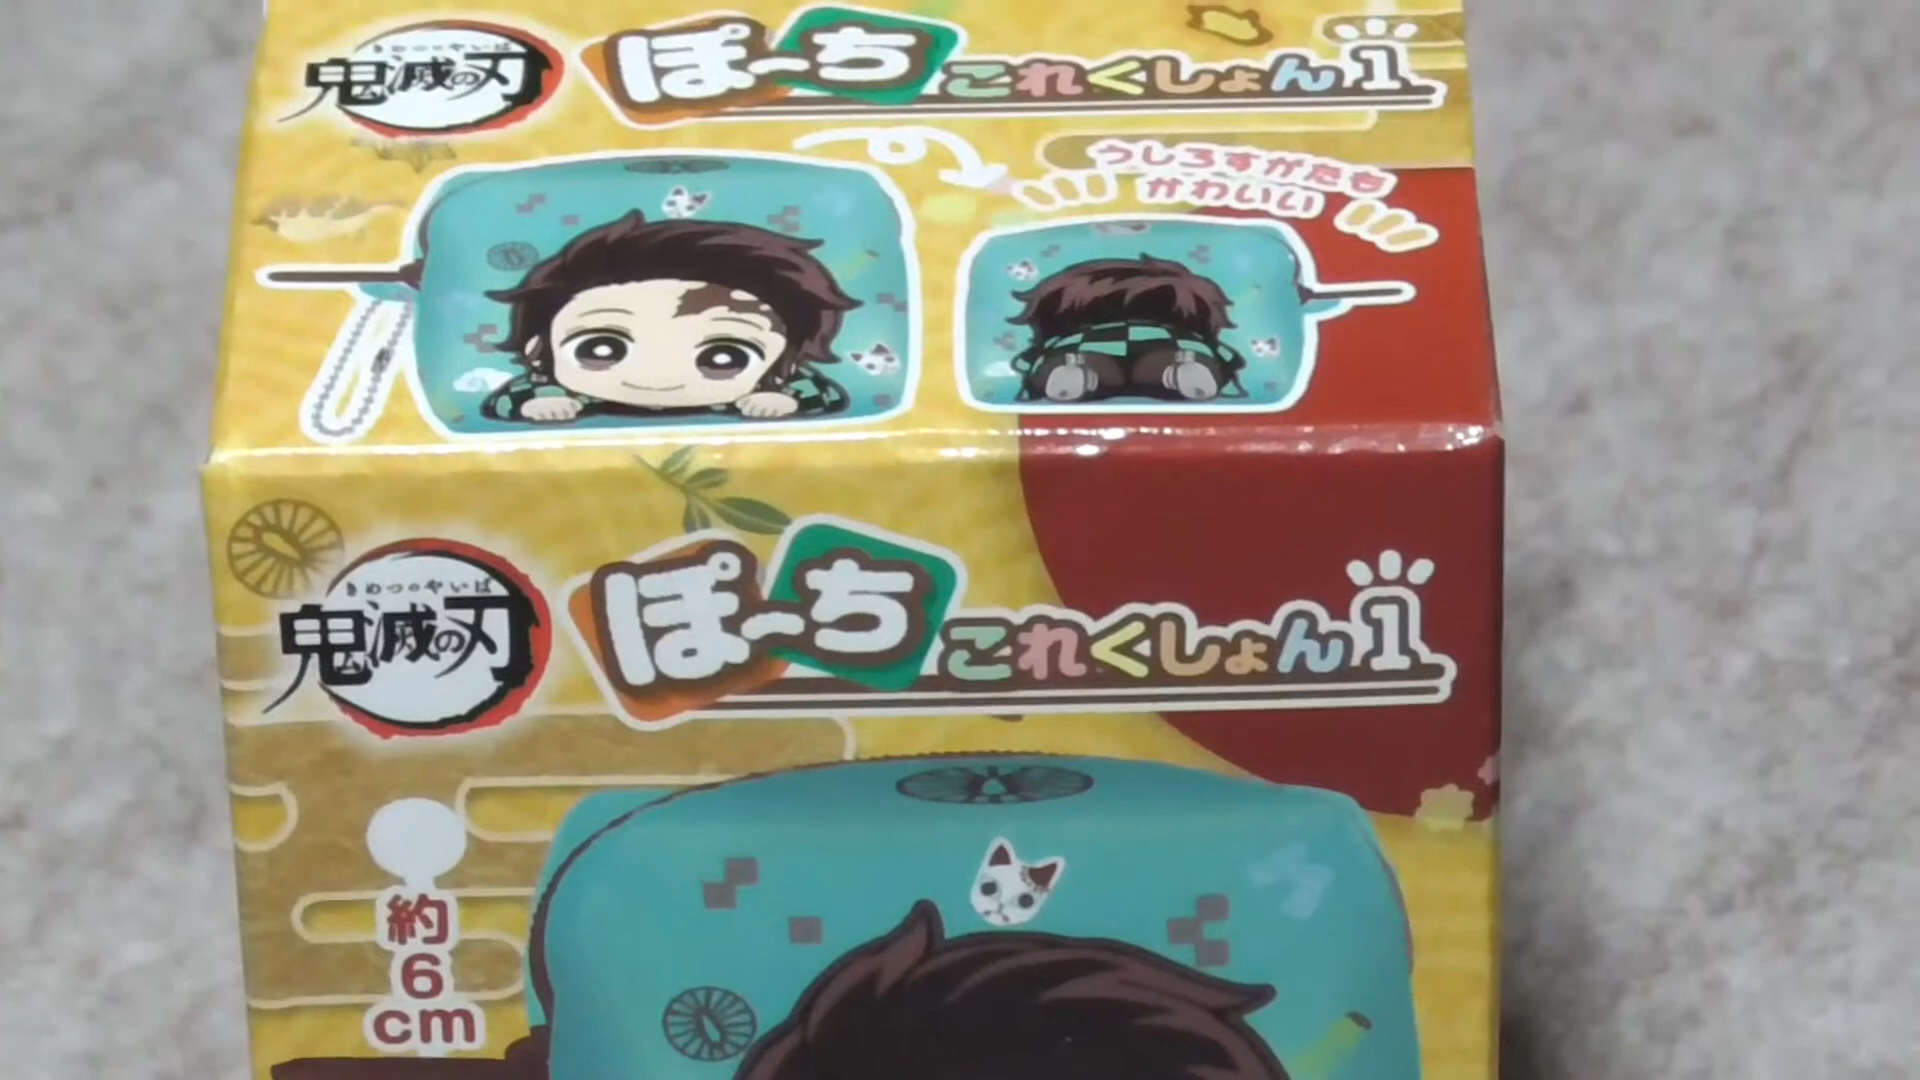 きめつのやいば
鬼滅の刃
ぽーちこれくしょん1
うしろすがたも
かわいい
きめつのやいば
鬼滅の刃
ぽーちこれくしょん1
約
6
cm